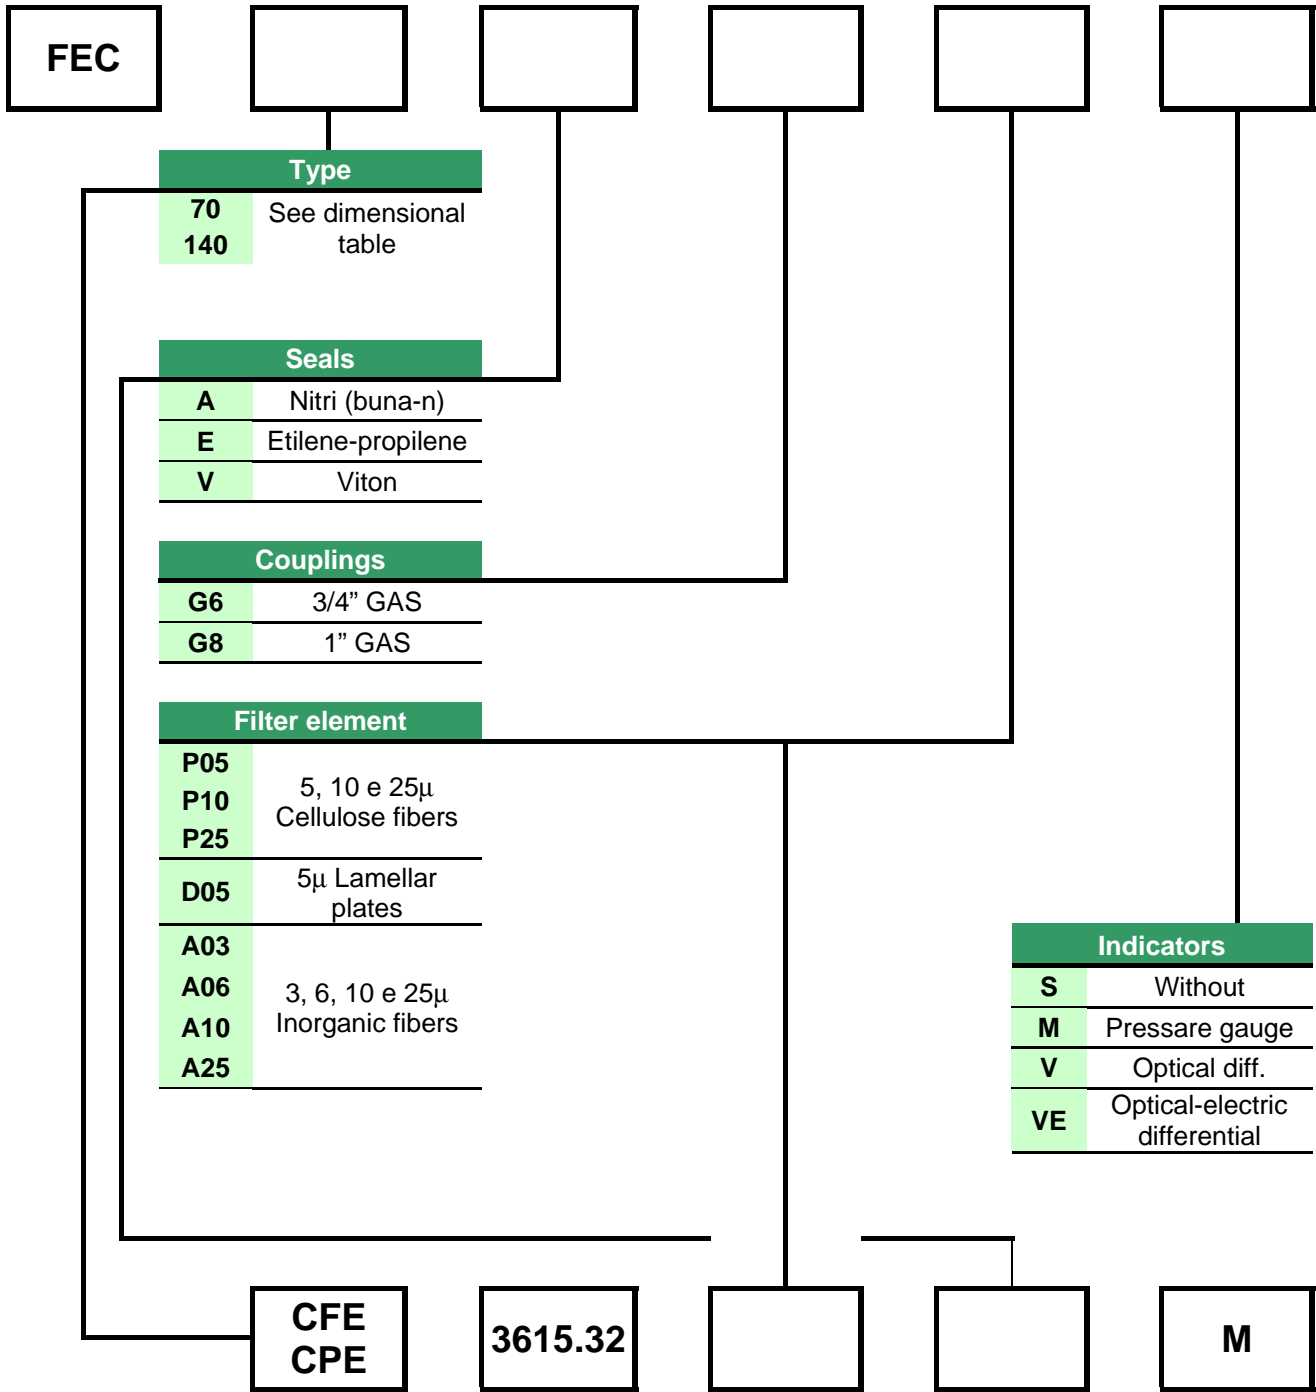 FEC
Type
70
140
See dimensional
table
Seals
A Nitri (buna-n)
E Etilene-propilene
V Viton
Couplings
G6 3/4” GAS
G8 1” GAS
Filter element
P05
P10
P25
5, 10 e 25μ
Cellulose fibers
D05
5μ Lamellar
plates
A03
A06
A10
A25
3, 6, 10 e 25μ
Inorganic fibers
Indicators
S Without
M Pressare gauge
V Optical diff.
VE
Optical-electric
differential
CFE
CPE
3615.32
M